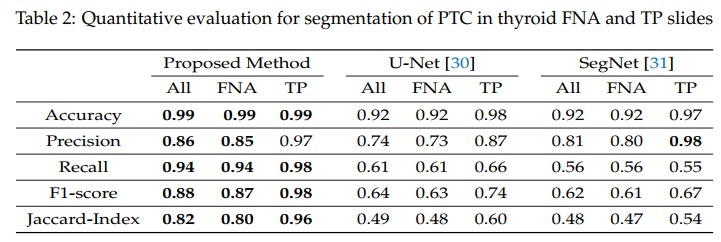 Table 2: Quantitative evaluation for segmentation of PTC in thyroid FNA and TP slides
Proposed Method U-Net [30] SegNet [31]
All FNA TP All FNA TP All FNA TP
Accuracy 0.99 0.99 0.99 0.92 0.92 0.98 0.92 0.92 0.97
Precision 0.86 0.85 0.97 0.74 0.73 0.87 0.81 0.80 0.98
Recall 0.94 0.94 0.98 0.61 0.61 0.66 0.56 0.56 0.55
F1-score 0.88 0.87 0.98 0.64 0.63 0.74 0.62 0.61 0.67
Jaccard-Index 0.82 0.80 0.96 0.49 0.48 0.60 0.48 0.47 0.54